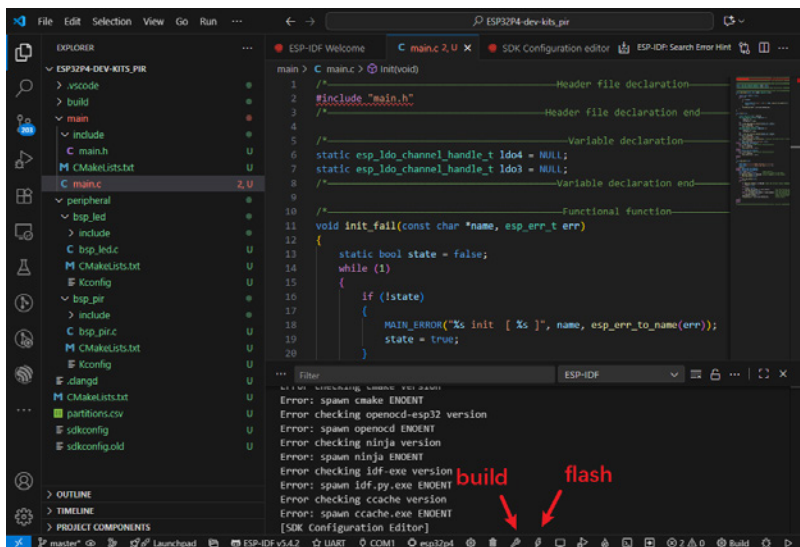 File Edit Selection View Go Run ...
ESP32P4-dev-kits_pir
EXPLORER
ESP32P4-DEV-KITS_PIR
.vscode
build
main
include
main.h U
CMakeLists.txt U
main.c 2, U
peripheral
bsp_led
include
bsp_led.c U
CMakeLists.txt U
Kconfig U
bsp_pir
include
bsp_pir.c U
CMakeLists.txt U
Kconfig U
.clangd U
CMakeLists.txt U
partitions.csv U
sdkconfig U
sdkconfig.old U
OUTLINE
TIMELINE
PROJECT COMPONENTS
203
ESP-IDF Welcome
main.c 2, U
SDK Configuration editor
ESP-IDF: Search Error Hint
main > C main.c > Init(void)
1 /*————Header file declaration————
2 #include "main.h"
3 /*————Header file declaration end————
4
5 /*————Variable declaration————
6 static esp_ldo_channel_handle_t ldo4 = NULL;
7 static esp_ldo_channel_handle_t ldo3 = NULL;
8 /*————Variable declaration end————
9
10 /*————Functional function————
11 void init_fail(const char *name, esp_err_t err)
12 {
13 static bool state = false;
14 while (1)
15 {
16 if (!state)
17 {
18 MAIN_ERROR("%s init [ %s ]", name, esp_err_to_name(err));
19 state = true;
20 }
Filter
ESP-IDF
Error checking cmake version
Error: spawn cmake ENOENT
Error checking openocd-esp32 version
Error: spawn openocd ENOENT
Error checking ninja version
Error: spawn ninja ENOENT
Error checking idf-exe version
Error: spawn idf.py.exe ENOENT
Error checking ccache version
Error: spawn ccache.exe ENOENT
[SDK Configuration Editor]
build
flash
master* Launchpad ESP-IDF v5.4.2 UART COM1 esp32p4 2 0 Build